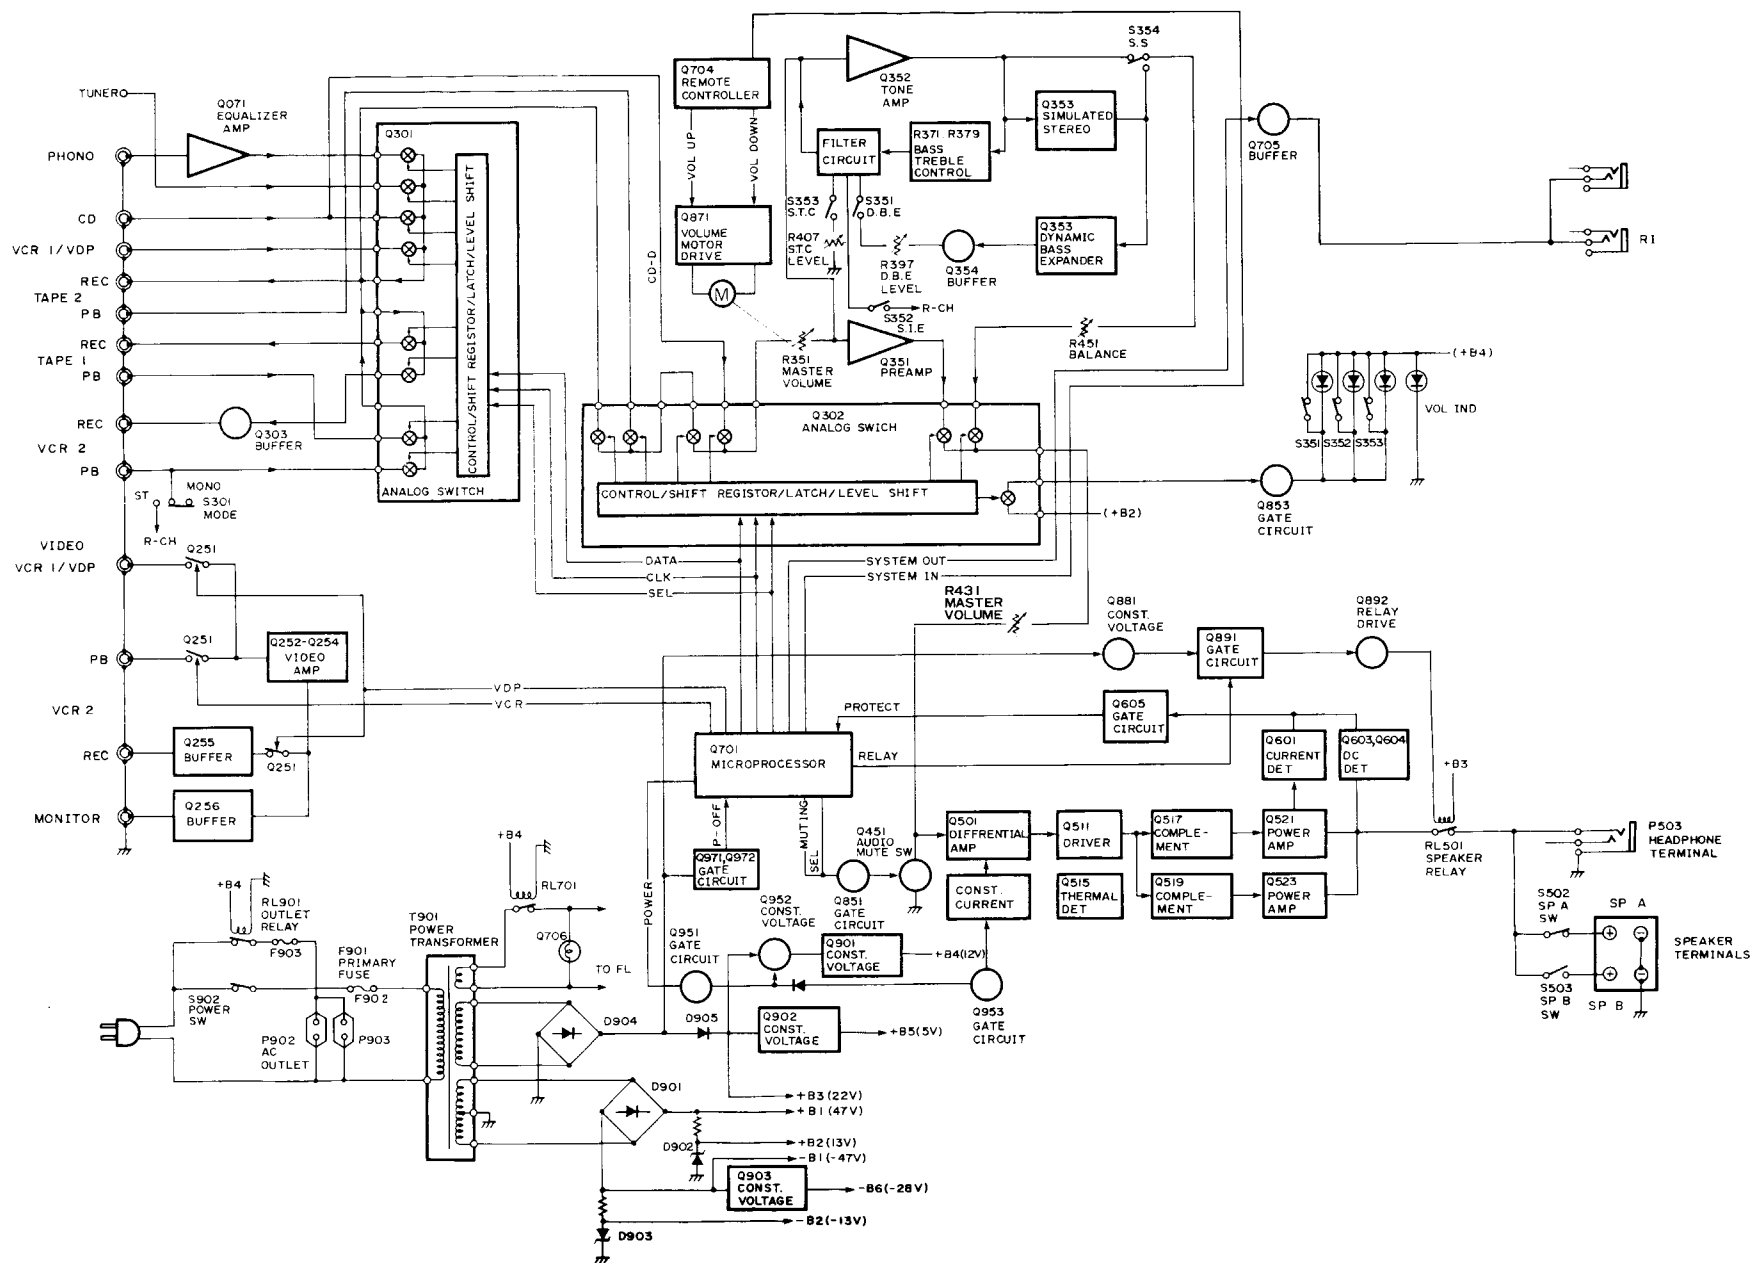 TUNER
Q071
EQUALIZER
AMP
PHONO
CD
VCR 1/VDP
REC
TAPE 2
PB
REC
TAPE 1
PB
REC
VCR 2
PB
Q303
BUFFER
ST
MONO
S301
MODE
R-CH
Q301
CONTROL/SHIFT REGISTOR/LATCH/LEVEL SHIFT
ANALOG SWITCH
CD-D
Q704
REMOTE
CONTROLLER
VOL UP
VOL DOWN
Q871
VOLUME
MOTOR
DRIVE
M
R351
MASTER
VOLUME
Q352
TONE
AMP
S354
S.S
FILTER
CIRCUIT
R371, R379
BASS
TREBLE
CONTROL
Q353
SIMULATED
STEREO
S353
S.T.C
S351
D.B.E
R407
STC
LEVEL
R397
D.B.E
LEVEL
Q354
BUFFER
Q353
DYNAMIC
BASS
EXPANDER
R-CH
S352
S.I.E
Q351
PREAMP
R451
BALANCE
Q705
BUFFER
RI
(+B4)
VOL IND
S351
S352
S353
Q302
ANALOG SWICH
CONTROL/SHIFT REGISTOR/LATCH/LEVEL SHIFT
(+B2)
Q853
GATE
CIRCUIT
DATA
CLK
SEL
SYSTEM OUT
SYSTEM IN
VIDEO
VCR 1/VDP
Q251
Q251
PB
Q252-Q254
VIDEO
AMP
VCR 2
VDP
VCR
REC
Q255
BUFFER
Q251
MONITOR
Q256
BUFFER
R431
MASTER
VOLUME
Q881
CONST.
VOLTAGE
Q891
GATE
CIRCUIT
Q892
RELAY
DRIVE
PROTECT
Q605
GATE
CIRCUIT
Q701
MICROPROCESSOR
RELAY
Q601
CURRENT
DET
Q603,Q604
DC
DET
+B3
P-OFF
Q971,Q972
GATE
CIRCUIT
MUTING
SEL
Q451
AUDIO
MUTE SW
Q851
GATE
CIRCUIT
Q501
DIFFRENTIAL
AMP
CONST.
CURRENT
Q511
DRIVER
Q515
THERMAL
DET
Q517
COMPLE-
MENT
Q519
COMPLE-
MENT
Q521
POWER
AMP
Q523
POWER
AMP
RL501
SPEAKER
RELAY
P503
HEADPHONE
TERMINAL
S502
SP A
SW
S503
SP B
SW
SP A
SP B
SPEAKER
TERMINALS
+B4
RL901
OUTLET
RELAY
F903
F901
PRIMARY
FUSE
F902
S902
POWER
SW
P902
AC
OUTLET
P903
T901
POWER
TRANSFORMER
+B4
RL701
Q706
TO FL
POWER
Q951
GATE
CIRCUIT
Q952
CONST.
VOLTAGE
Q901
CONST.
VOLTAGE
+B4(12V)
Q953
GATE
CIRCUIT
D904
D905
Q902
CONST.
VOLTAGE
+B5(5V)
D901
+B3(22V)
+B1(47V)
D902
+B2(13V)
-B1(-47V)
Q903
CONST.
VOLTAGE
-B6(-28V)
-B2(-13V)
D903